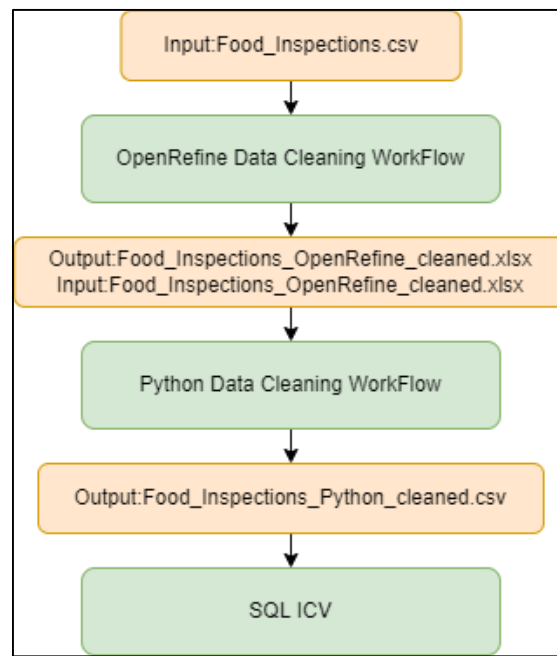 Input:Food_Inspections.csv
OpenRefine Data Cleaning WorkFlow
Output:Food_Inspections_OpenRefine_cleaned.xlsx
Input:Food_Inspections_OpenRefine_cleaned.xlsx
Python Data Cleaning WorkFlow
Output:Food_Inspections_Python_cleaned.csv
SQL ICV